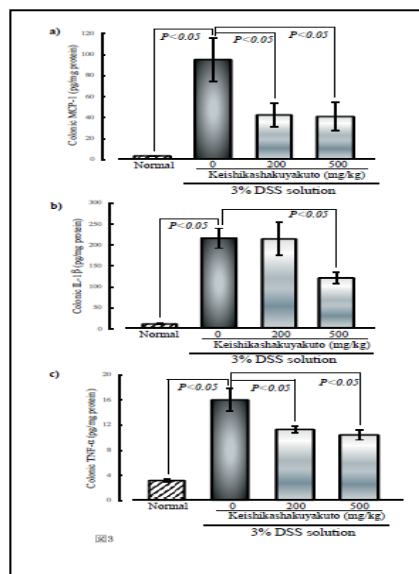 a)
P<0.05
P<0.05
P<0.05
Colonic MCP-1 (pg/mg protein)
120
100
80
60
40
20
0
Normal
0
200
500
Keishikashakuyakuto (mg/kg)
3% DSS solution
b)
P<0.05
P<0.05
Colonic IL-1β (pg/mg protein)
300
250
200
150
100
50
0
Normal
0
200
500
Keishikashakuyakuto (mg/kg)
3% DSS solution
c)
P<0.05
P<0.05
P<0.05
Colonic TNF-α (pg/mg protein)
20
16
12
8
4
0
Normal
0
200
500
Keishikashakuyakuto (mg/kg)
3% DSS solution
図3